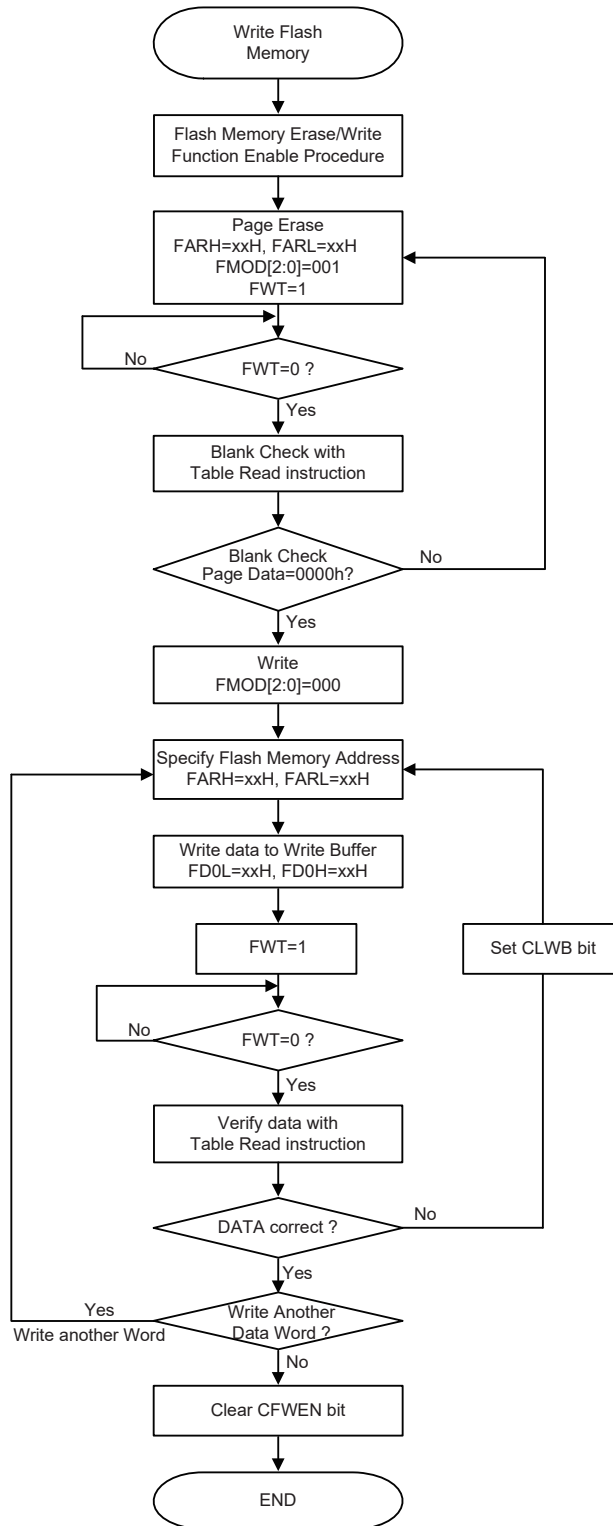 Write Flash
Memory
Flash Memory Erase/Write
Function Enable Procedure
Page Erase
FARH=xxH, FARL=xxH
FMOD[2:0]=001
FWT=1
No
FWT=0 ?
Yes
Blank Check with
Table Read instruction
Blank Check
Page Data=0000h?
No
Yes
Write
FMOD[2:0]=000
Specify Flash Memory Address
FARH=xxH, FARL=xxH
Write data to Write Buffer
FD0L=xxH, FD0H=xxH
FWT=1
Set CLWB bit
No
FWT=0 ?
Yes
Verify data with
Table Read instruction
DATA correct ?
No
Yes
Write Another
Data Word ?
Yes
Write another Word
No
Clear CFWEN bit
END